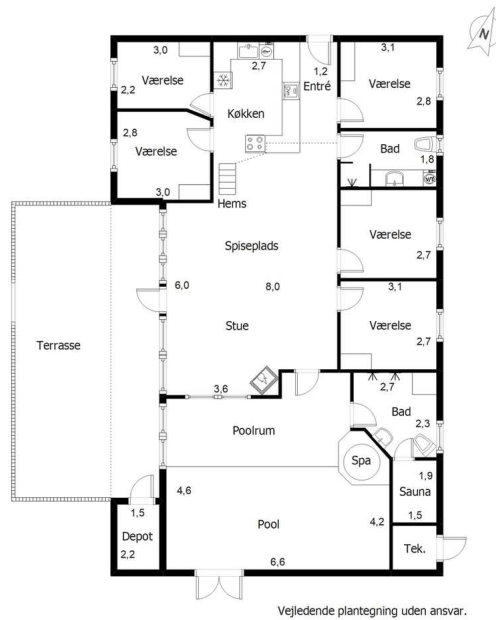 N
3,0
2,7
1,2
3,1
Værelse
Entré
Værelse
2,2
2,8
Køkken
2,8
Værelse
Bad
1,8
3,0
Hems
Værelse
Spiseplads
2,7
6,0
8,0
3,1
Stue
Værelse
Terrasse
2,7
3,6
2,7
Bad
2,3
Poolrum
Spa
1,9
4,6
Sauna
1,5
1,5
Pool
4,2
Depot
2,2
Tek.
6,6
Vejledende plantegning uden ansvar.